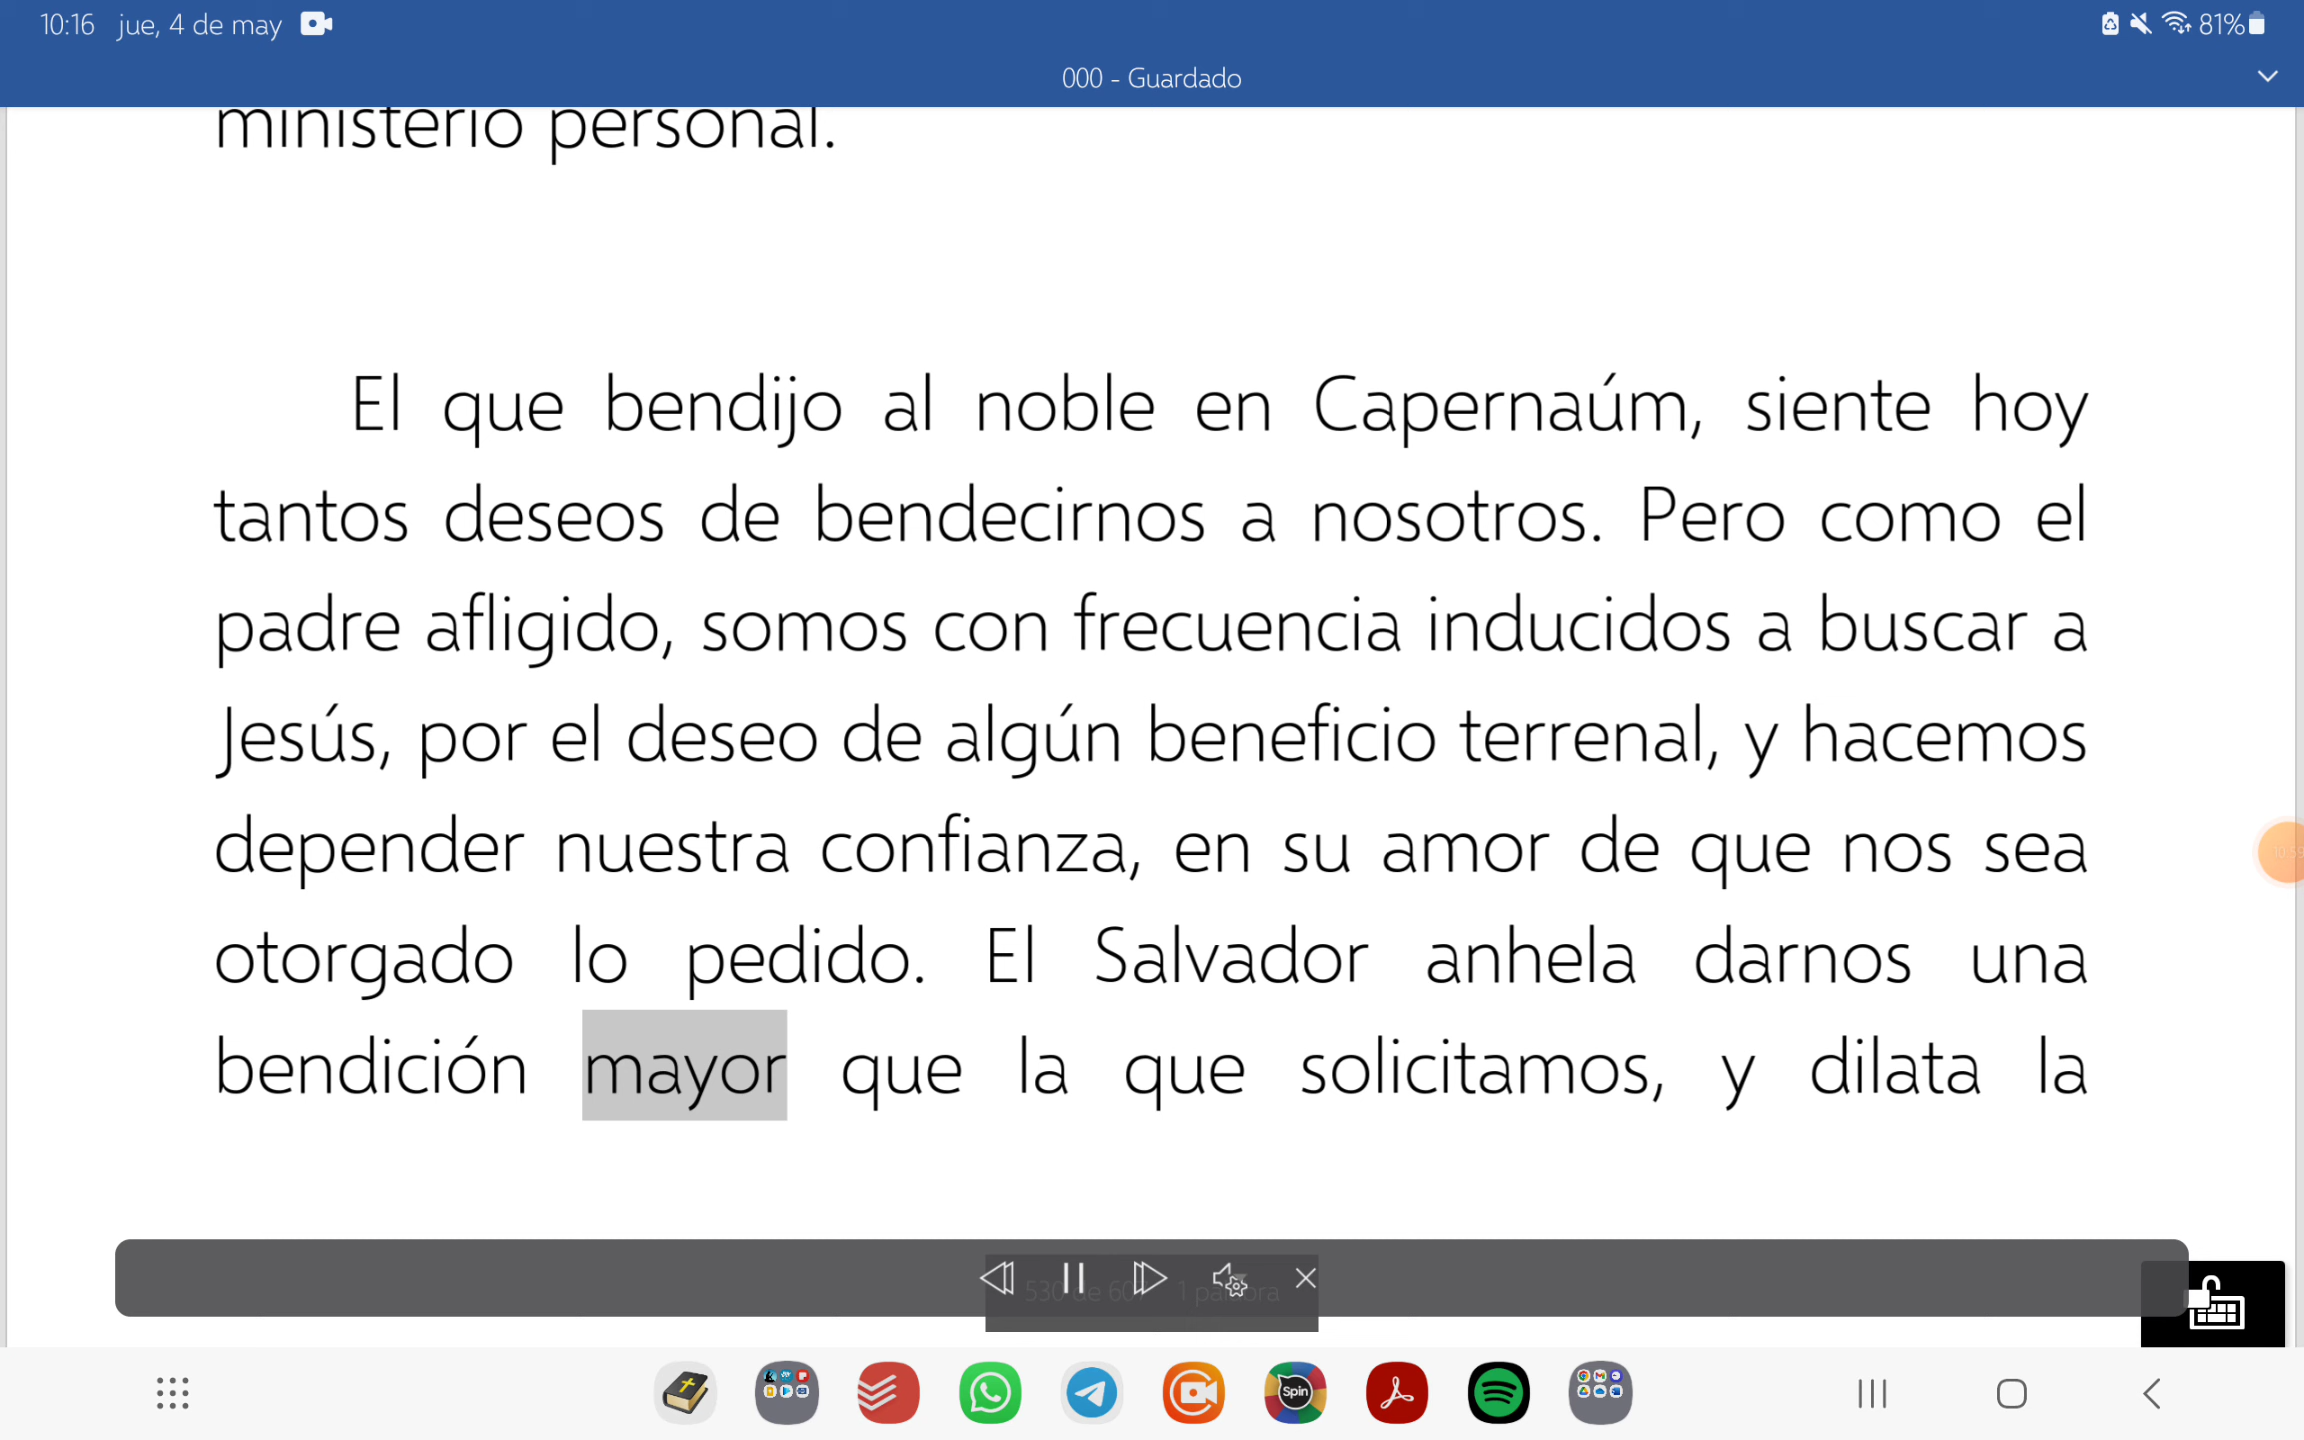 10:16 jue, 4 de may
81%
000 - Guardado
ministerio personal.
El que bendijo al noble en Capernaúm, siente hoy
tantos deseos de bendecirnos a nosotros. Pero como el
padre afligido, somos con frecuencia inducidos a buscar a
Jesús, por el deseo de algún beneficio terrenal, y hacemos
depender nuestra confianza, en su amor de que nos sea
otorgado lo pedido. El Salvador anhela darnos una
bendición mayor que la que solicitamos, y dilata la
530 de
Spin